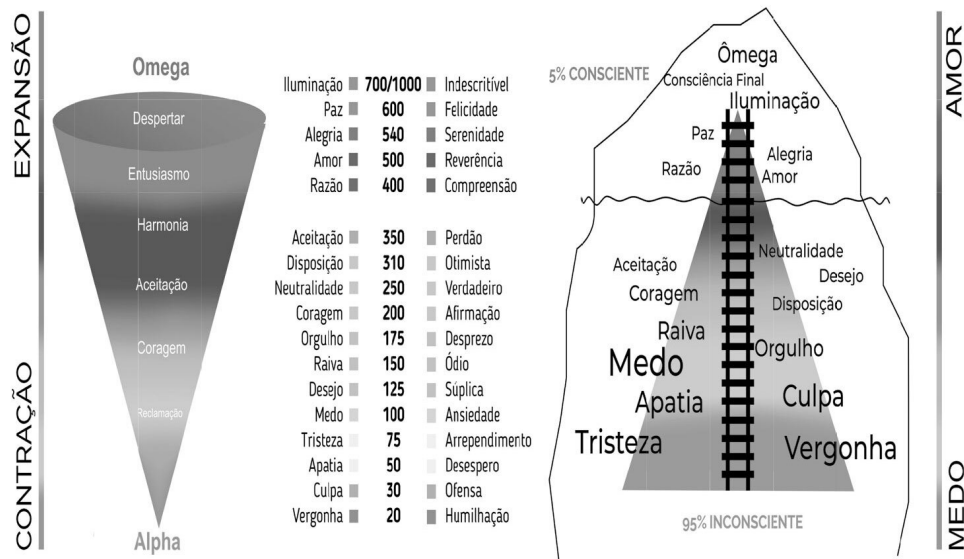 EXPANSÃO
CONTRAÇÃO
Omega
Despertar
Entusiasmo
Harmonia
Aceitação
Coragem
Reclamação
Alpha
Iluminação 700/1000 Indescritível
Paz 600 Felicidade
Alegria 540 Serenidade
Amor 500 Reverência
Razão 400 Compreensão
Aceitação 350 Perdão
Disposição 310 Otimista
Neutralidade 250 Verdadeiro
Coragem 200 Afirmação
Orgulho 175 Desprezo
Raiva 150 Ódio
Desejo 125 Súplica
Medo 100 Ansiedade
Tristeza 75 Arrependimento
Apatia 50 Desespero
Culpa 30 Ofensa
Vergonha 20 Humilhação
5% CONSCIENTE
Ômega
Consciência Final
Iluminação
Paz
Alegria
Razão
Amor
Neutralidade
Aceitação
Desejo
Coragem
Disposição
Raiva
Orgulho
Medo
Culpa
Apatia
Tristeza
Vergonha
95% INCONSCIENTE
AMOR
MEDO